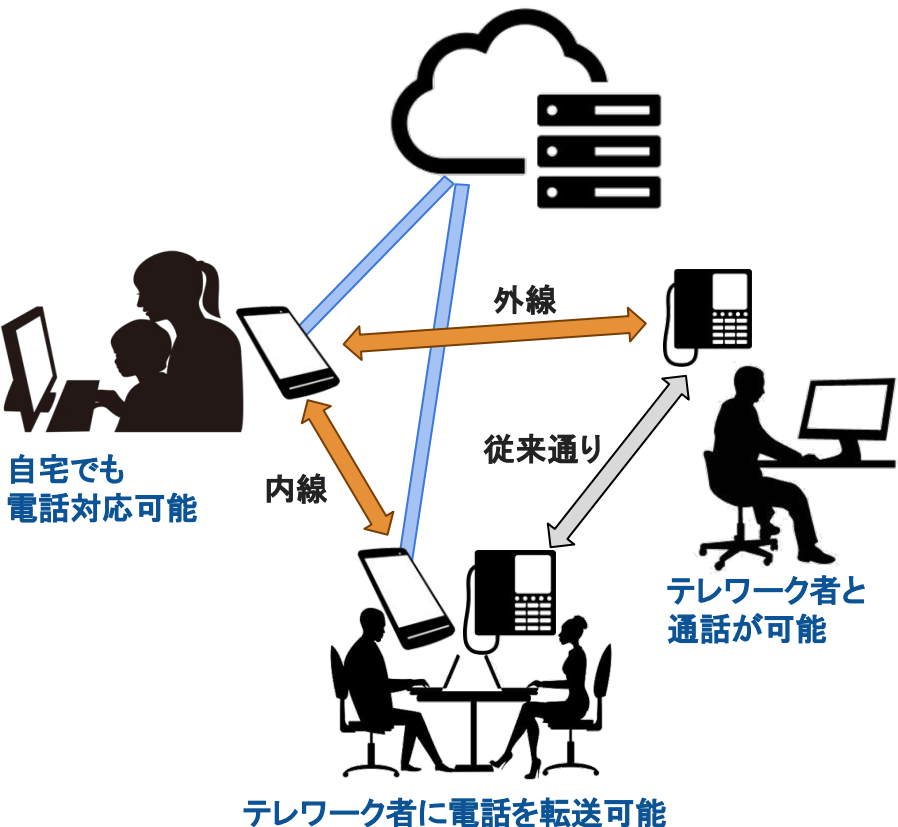 外線
従来通り
内線
自宅でも
電話対応可能
テレワーク者と
通話が可能
テレワーク者に電話を転送可能